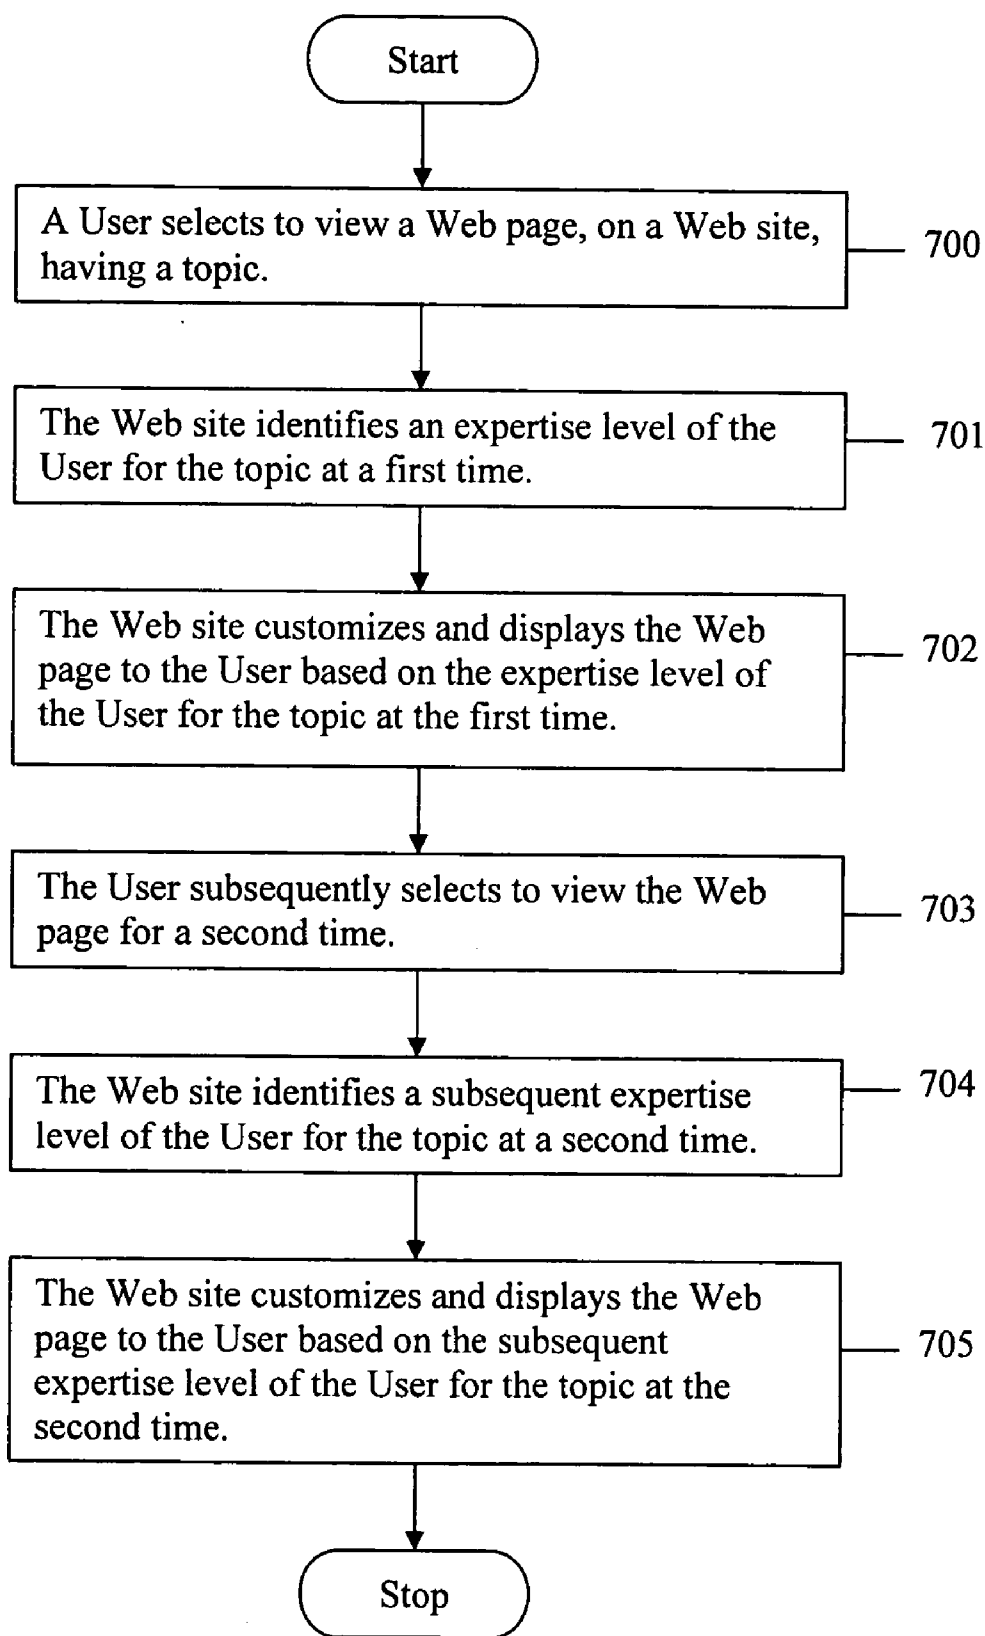 Start
A User selects to view a Web page, on a Web site,
having a topic.
700
The Web site identifies an expertise level of the
User for the topic at a first time.
701
The Web site customizes and displays the Web
page to the User based on the expertise level of
the User for the topic at the first time.
702
The User subsequently selects to view the Web
page for a second time.
703
The Web site identifies a subsequent expertise
level of the User for the topic at a second time.
704
The Web site customizes and displays the Web
page to the User based on the subsequent
expertise level of the User for the topic at the
second time.
705
Stop